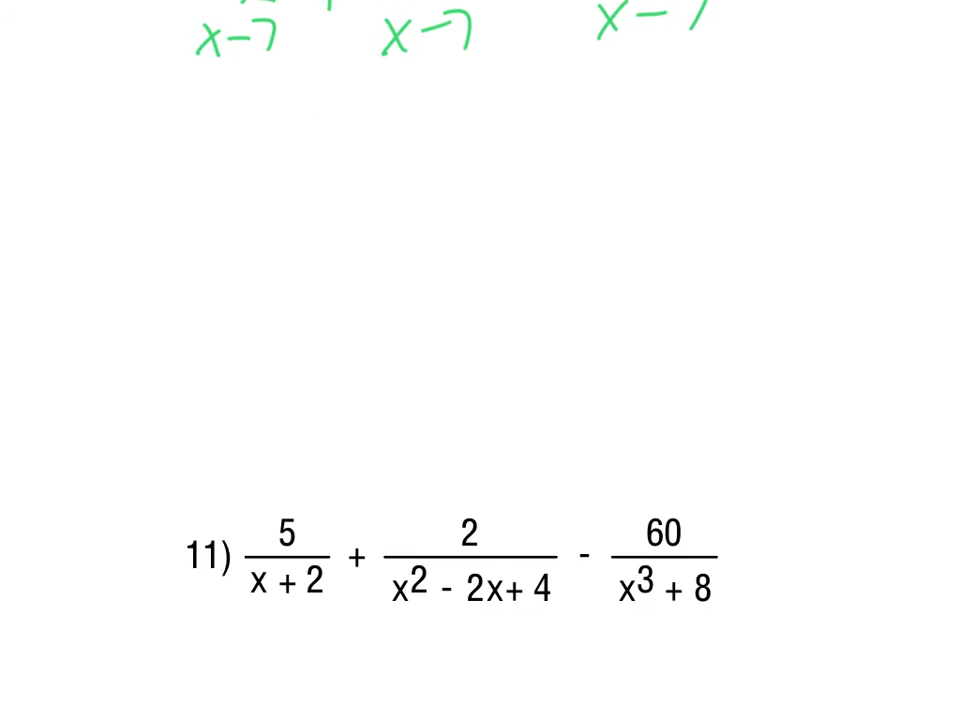 x-7 x-7 x-7
11) 5/(x + 2) + 2/(x² - 2x+ 4) - 60/(x³ + 8)